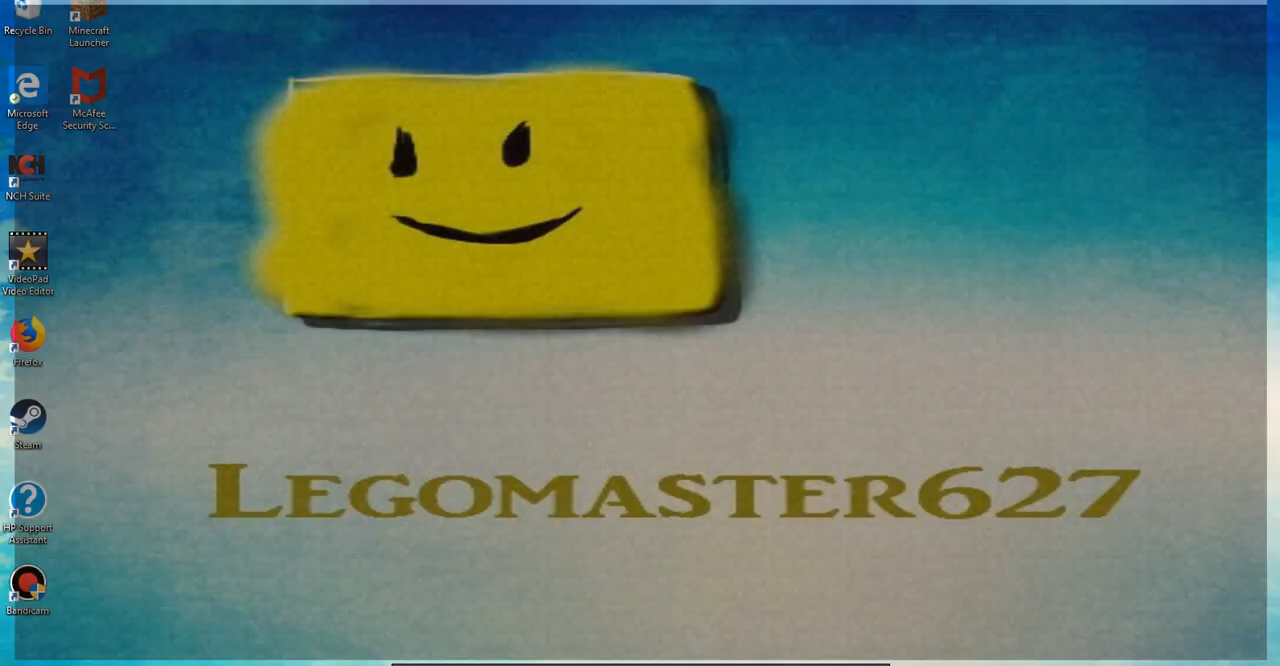 Recycle Bin
Minecraft
Launcher
Microsoft
Edge
McAfee
Security Sc...
NCH
NCH Suite
VideoPad
Video Editor
Firefox
Steam
HP Support
Assistant
Bandicam
LEGOMASTER627